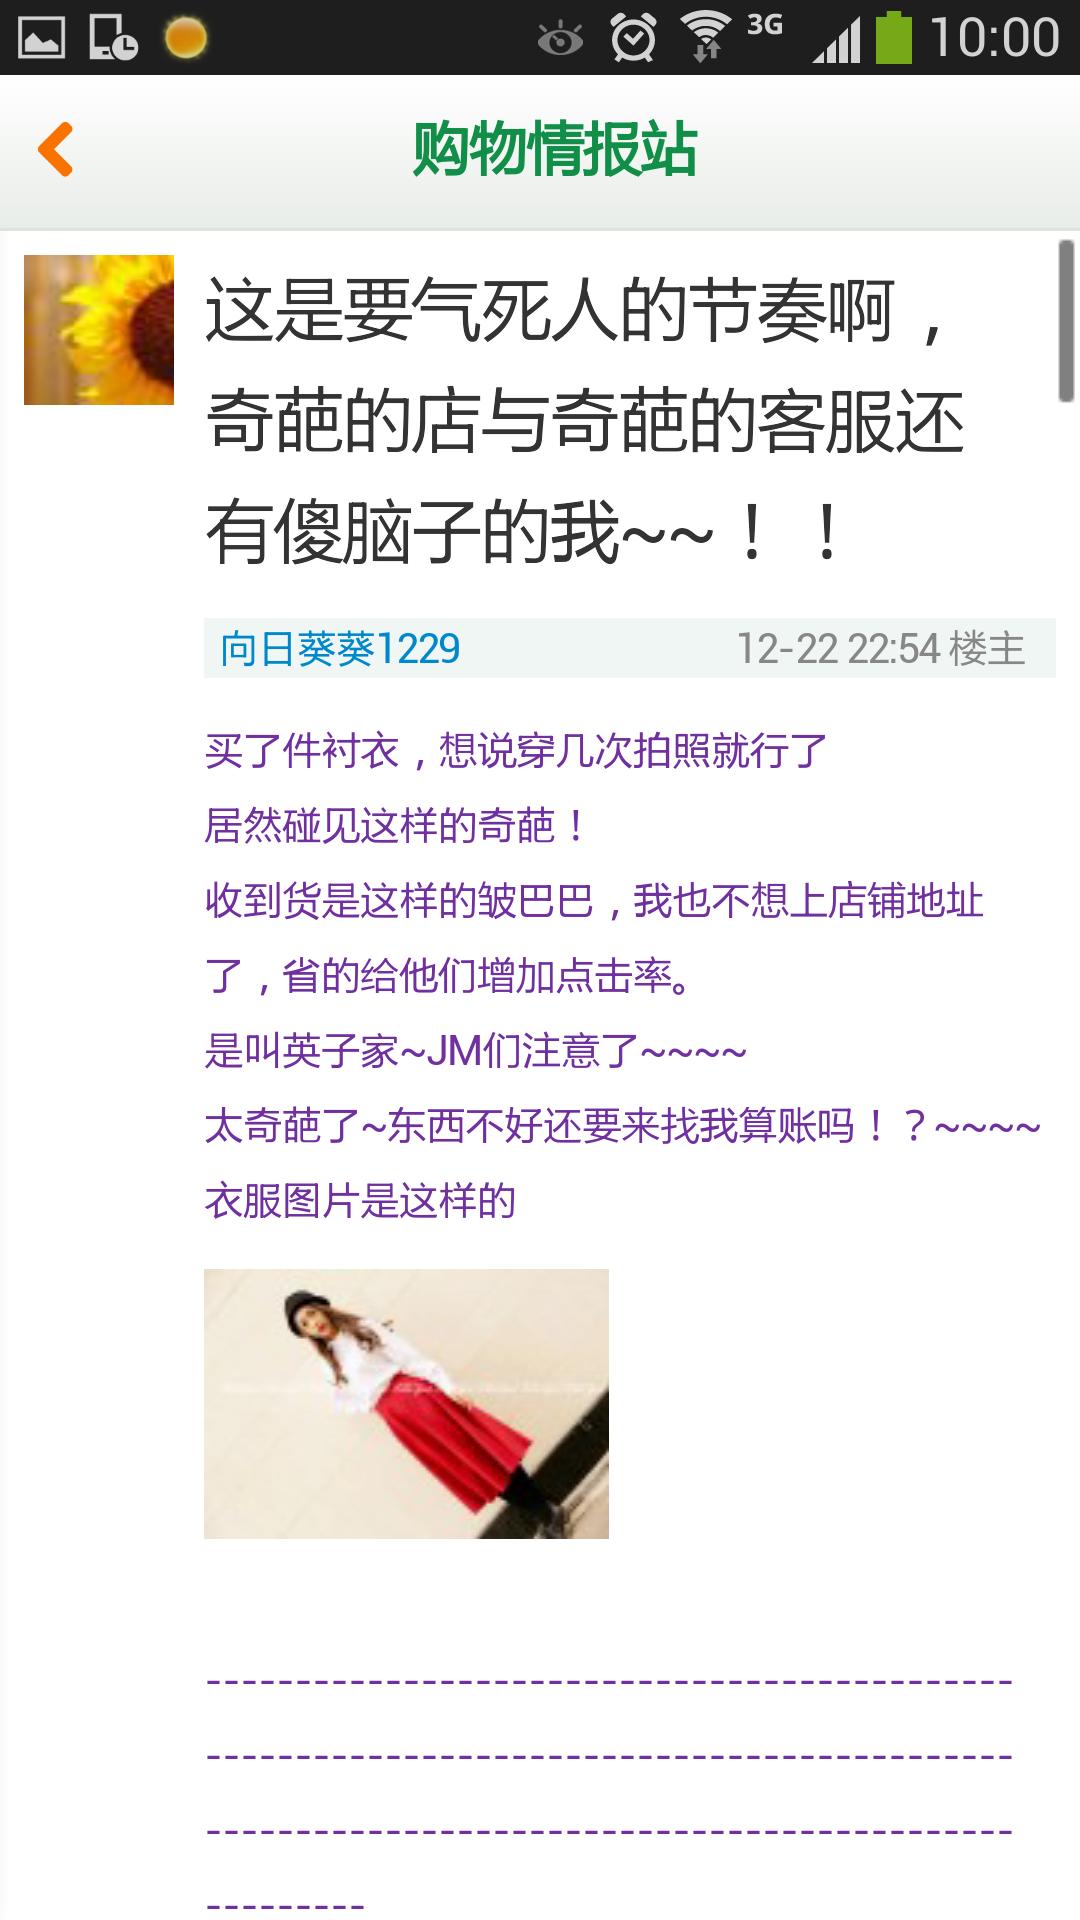 3G 10:00
购物情报站
这是要气死人的节奏啊，
奇葩的店与奇葩的客服还
有傻脑子的我~~！！
向日葵葵1229 12-22 22:54 楼主
买了件衬衣，想说穿几次拍照就行了
居然碰见这样的奇葩！
收到货是这样的皱巴巴，我也不想上店铺地址
了，省的给他们增加点击率。
是叫英子家~JM们注意了~~~~
太奇葩了~东西不好还要来找我算账吗！？~~~~
衣服图片是这样的
------------------------------------------
------------------------------------------
------------------------------------------
---------